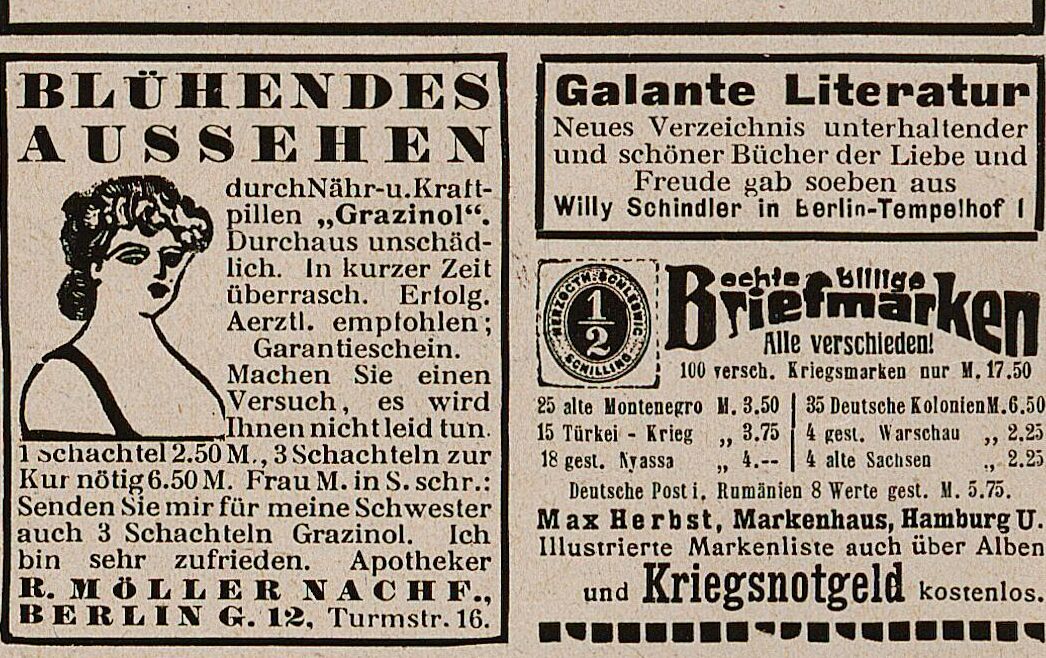 BLÜHENDES
AUSSEHEN
durch Nähr-u. Kraft-
pillen „Grazinol“.
Durchaus unschäd-
lich. In kurzer Zeit
überrasch. Erfolg.
Aerztl. empfohlen;
Garantieschein.
Machen Sie einen
Versuch, es wird
Ihnen nicht leid tun.
1 Schachtel 2.50 M., 3 Schachteln zur
Kur nötig 6.50 M. Frau M. in S. schr.:
Senden Sie mir für meine Schwester
auch 3 Schachteln Grazinol. Ich
bin sehr zufrieden. Apotheker
R. MÖLLER NACHF.,
BERLIN G. 12, Turmstr. 16.
Galante Literatur
Neues Verzeichnis unterhaltender
und schöner Bücher der Liebe und
Freude gab soeben aus
Willy Schindler in Berlin-Tempelhof 1
HERZOGTH. SCHLESWIG
1/2
SCHILLING
echte billige
Briefmarken
Alle verschieden!
100 versch. Kriegsmarken nur M. 17.50
25 alte Montenegro M. 3.50 | 35 Deutsche Kolonien M. 6.50
15 Türkei - Krieg „ 3.75 | 4 gest. Warschau „ 2.25
18 gest. Nyassa „ 4.-- | 4 alte Sachsen „ 2.25
Deutsche Post i. Rumänien 8 Werte gest. M. 5.75.
Max Herbst, Markenhaus, Hamburg U.
Illustrierte Markenliste auch über Alben
und Kriegsnotgeld kostenlos.